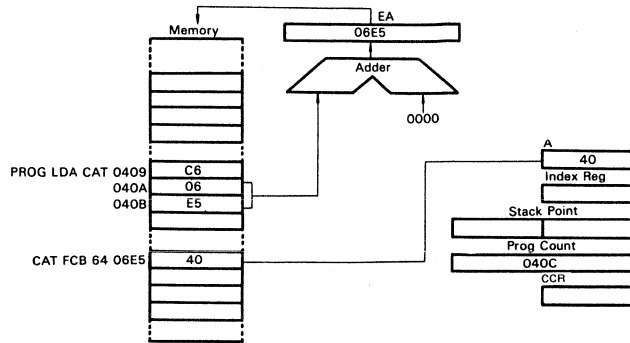 EA
Memory
06E5
Adder
0000
A
PROG LDA CAT 0409 C6
40
040A 06
Index Reg
040B E5
Stack Point
Prog Count
CAT FCB 64 06E5 40
040C
CCR